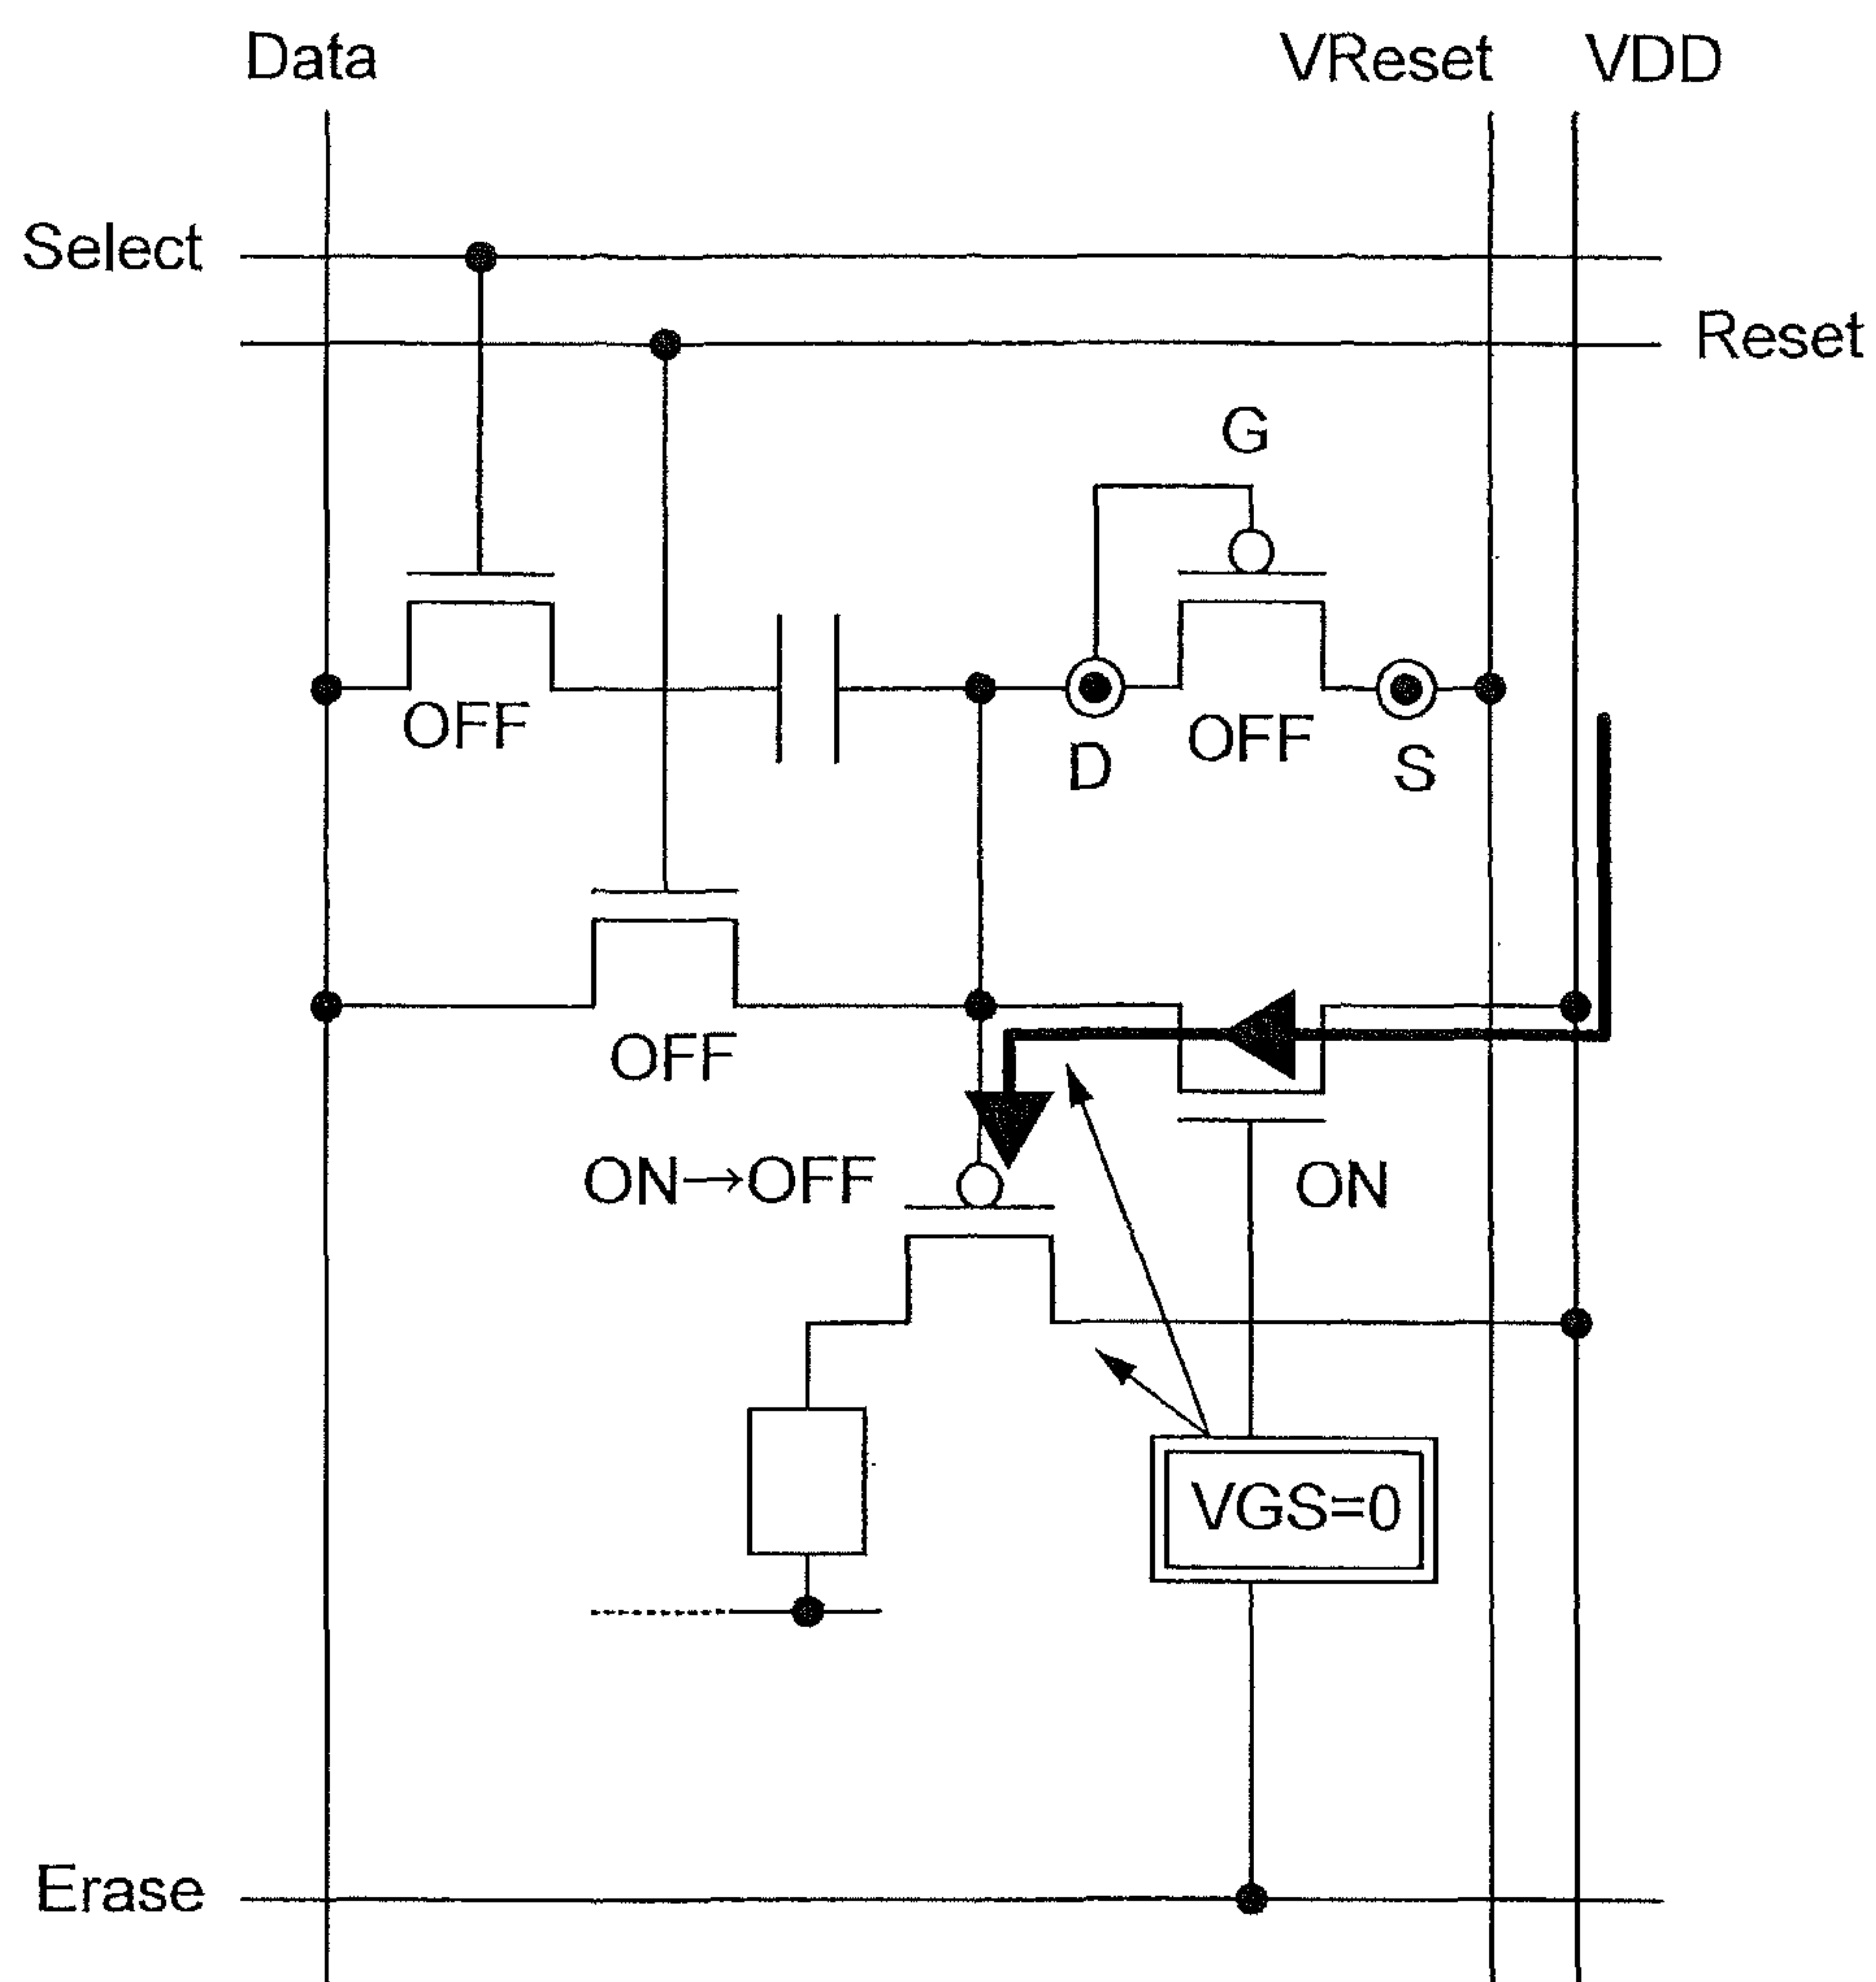 Data
VReset
VDD
Select
Reset
G
OFF
OFF
D
S
OFF
ON→OFF
ON
VGS=0
Erase